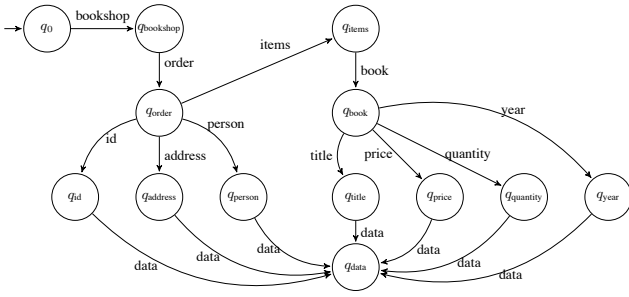 bookshop
q0 qbookshop qitems
order items book
qorder qbook
id address person title price quantity year
qid qaddress qperson qtitle qprice qquantity qyear
data data data data data data data
qdata